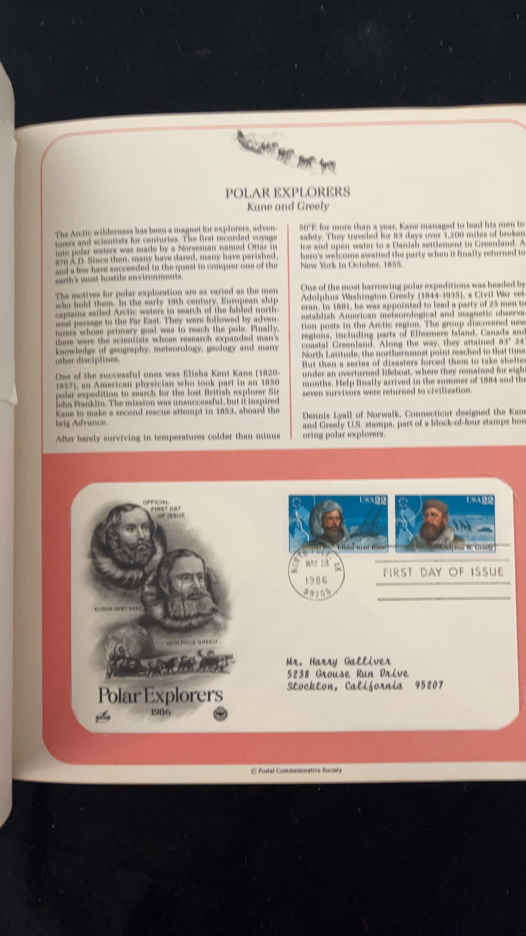 POLAR EXPLORERS
Kane and Greely
The Arctic wilderness has been a magnet for explorers, adven-
turers and scientists for centuries. The first recorded voyage
into polar waters was made by a Norseman named Ottar in
870 A.D. Since then, many have dared, many have perished,
and a few have succeeded in the quest to conquer one of the
earth's most hostile environments.
The motives for polar exploration are as varied as the men
who hold them. In the early 19th century, European ship
captains sailed Arctic waters in search of the fabled north-
west passage to the Far East. They were followed by adven-
turers whose primary goal was to reach the pole. Finally,
there were the scientists whose research expanded man's
knowledge of geography, meteorology, geology and many
other disciplines.
One of the successful ones was Elisha Kent Kane (1820-
1857), an American physician who took part in an 1850
polar expedition to search for the lost British explorer Sir
John Franklin. The mission was unsuccessful, but it inspired
Kane to make a second rescue attempt in 1853, aboard the
brig Advance.
After barely surviving in temperatures colder than minus
50°F. for more than a year, Kane managed to lead his men to
safety. They traveled for 83 days over 1,200 miles of broken
ice and open water to a Danish settlement in Greenland. A
hero's welcome awaited the party when it finally returned to
New York in October, 1855.
One of the most harrowing polar expeditions was headed by
Adolphus Washington Greely (1844-1935), a Civil War vet-
eran. In 1881, he was appointed to lead a party of 25 men to
establish American meteorological and magnetic observa-
tion posts in the Arctic region. The group discovered new
regions, including parts of Ellesmere Island, Canada and
coastal Greenland. Along the way, they attained 83° 24'
North Latitude, the northernmost point reached to that time.
But then a series of disasters forced them to take shelter
under an overturned lifeboat, where they remained for eight
months. Help finally arrived in the summer of 1884 and the
seven survivors were returned to civilization.
Dennis Lyall of Norwalk, Connecticut designed the Kane
and Greely U.S. stamps, part of a block-of-four stamps hon-
oring polar explorers.
OFFICIAL
FIRST DAY
OF ISSUE
ELISHA KENT KANE
ADOLPHUS GREELY
Polar Explorers
1986
USA22
Elisha Kent Kane
USA22
Adolphus W. Greely
MAY 28
1986
99705
FIRST DAY OF ISSUE
Mr. Harry Galliver
5238 Grouse Run Drive
Stockton, California 95207
© Postal Commemorative Society